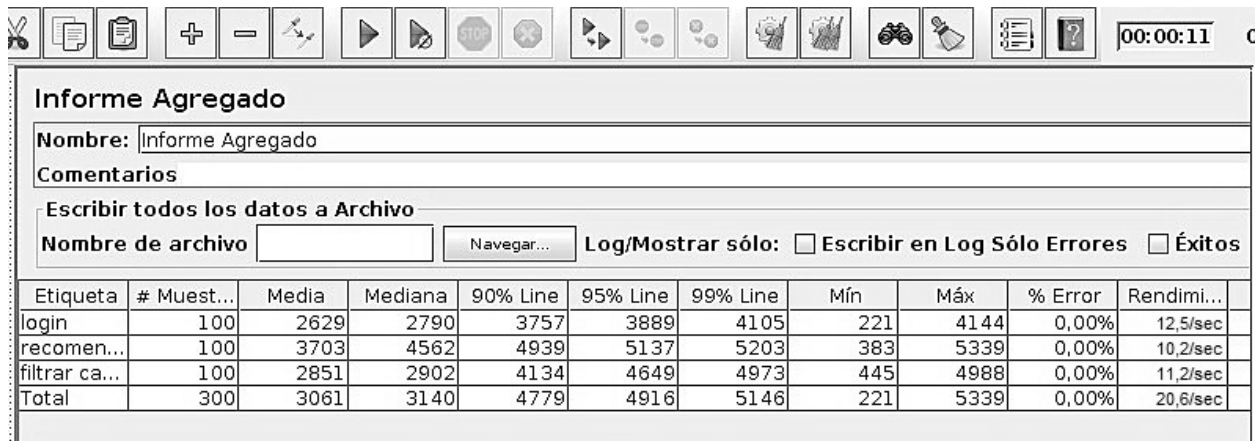 STOP
00:00:11
Informe Agregado
Nombre: Informe Agregado
Comentarios
Escribir todos los datos a Archivo
Nombre de archivo Navegar... Log/Mostrar sólo: Escribir en Log Sólo Errores Éxitos
Etiqueta # Muest... Media Mediana 90% Line 95% Line 99% Line Mín Máx % Error Rendimi...
login 100 2629 2790 3757 3889 4105 221 4144 0,00% 12,5/sec
recomen... 100 3703 4562 4939 5137 5203 383 5339 0,00% 10,2/sec
filtrar ca... 100 2851 2902 4134 4649 4973 445 4988 0,00% 11,2/sec
Total 300 3061 3140 4779 4916 5146 221 5339 0,00% 20,6/sec